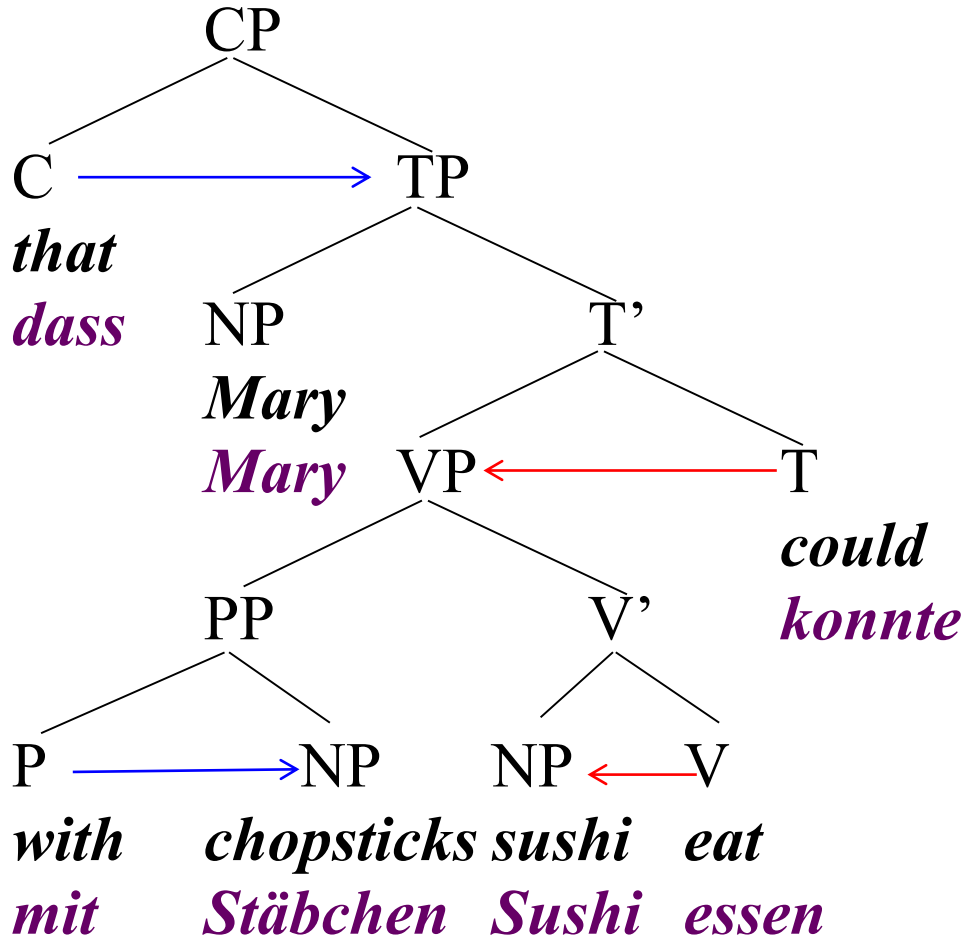 CP
C TP
that
dass NP T’
Mary
Mary VP T
could
PP V’ konnte
P NP NP V
with chopsticks sushi eat
mit Stäbchen Sushi essen